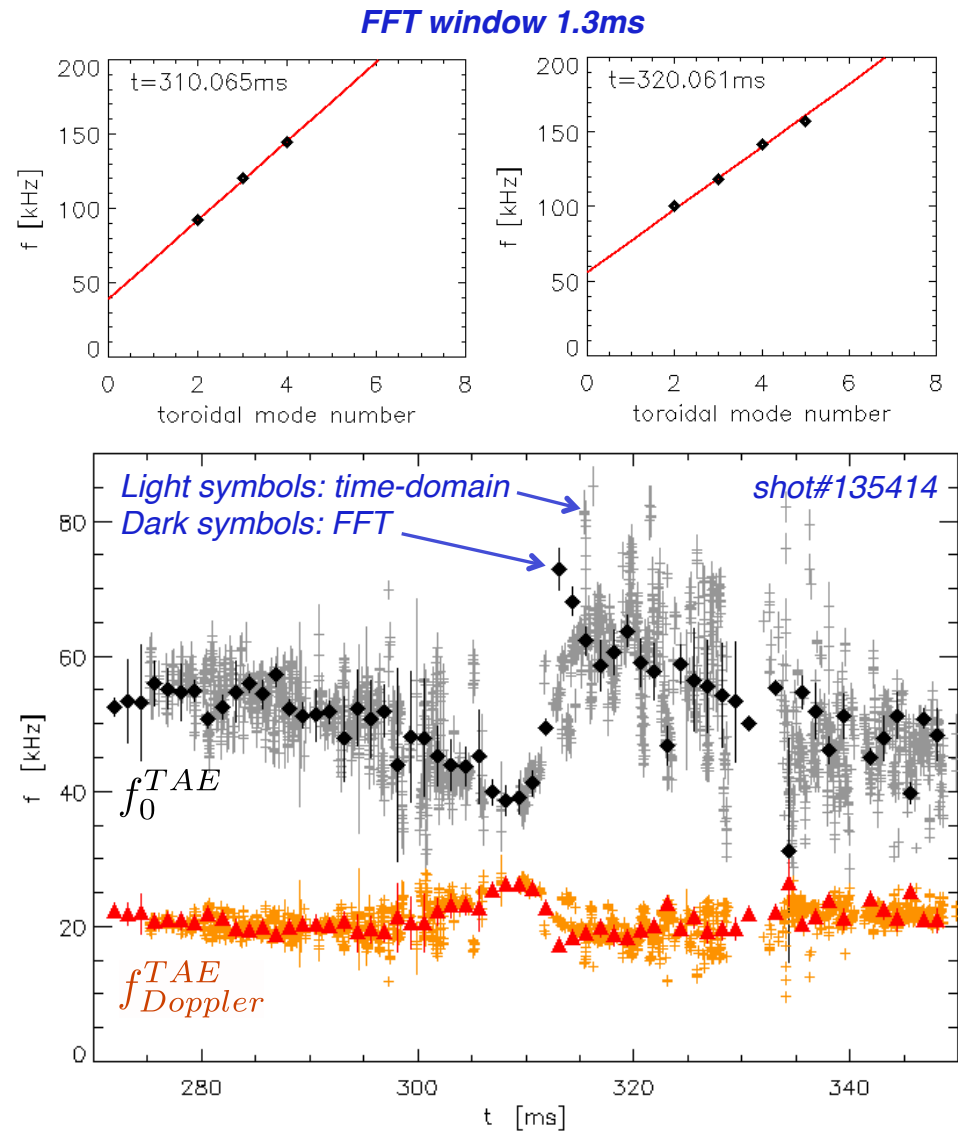 FFT window 1.3ms
t=310.065ms
200
150
100
50
0
f [kHz]
0 2 4 6 8
toroidal mode number
t=320.061ms
200
150
100
50
0
f [kHz]
0 2 4 6 8
toroidal mode number
Light symbols: time-domain
Dark symbols: FFT
shot#135414
80
60
40
20
0
f [kHz]
f_0^{TAE}
f_{Doppler}^{TAE}
280 300 320 340
t [ms]